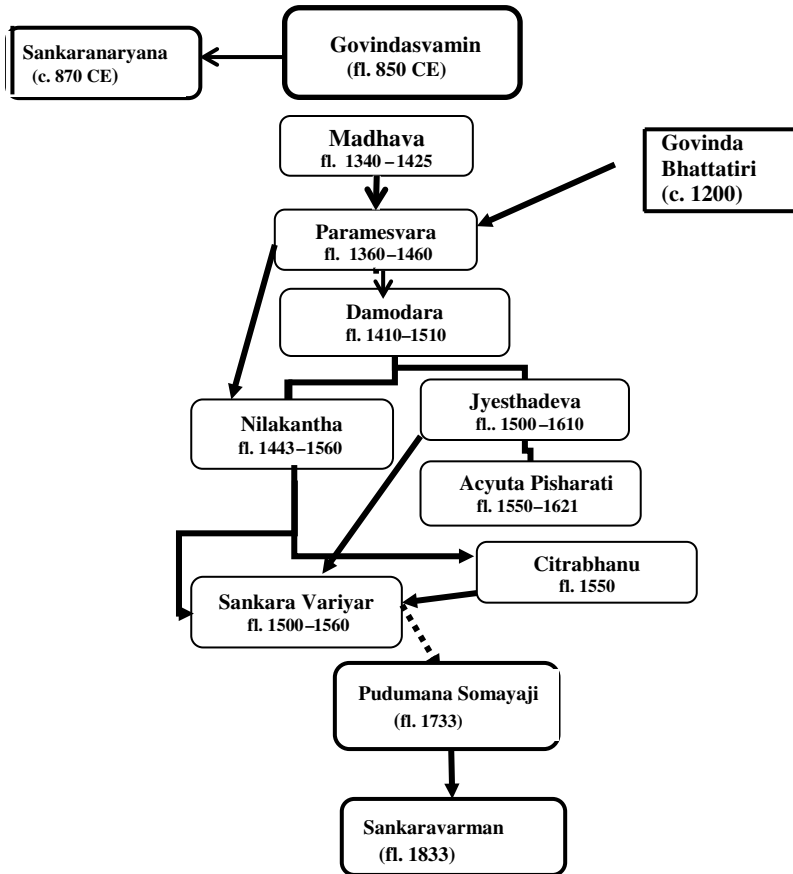 Sankaranaryana
(c. 870 CE)
Govindasvamin
(fl. 850 CE)
Madhava
fl. 1340–1425
Govinda
Bhattatiri
(c. 1200)
Paramesvara
fl. 1360–1460
Damodara
fl. 1410–1510
Nilakantha
fl. 1443–1560
Jyesthadeva
fl.. 1500–1610
Acyuta Pisharati
fl. 1550–1621
Citrabhanu
fl. 1550
Sankara Variyar
fl. 1500–1560
Pudumana Somayaji
(fl. 1733)
Sankaravarman
(fl. 1833)